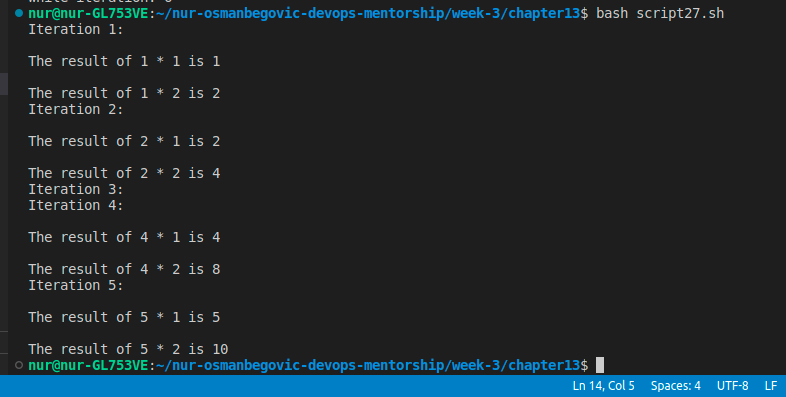 nur@nur-GL753VE:~/nur-osmanbegovic-devops-mentorship/week-3/chapter13$ bash script27.sh
Iteration 1:
The result of 1 * 1 is 1
The result of 1 * 2 is 2
Iteration 2:
The result of 2 * 1 is 2
The result of 2 * 2 is 4
Iteration 3:
Iteration 4:
The result of 4 * 1 is 4
The result of 4 * 2 is 8
Iteration 5:
The result of 5 * 1 is 5
The result of 5 * 2 is 10
nur@nur-GL753VE:~/nur-osmanbegovic-devops-mentorship/week-3/chapter13$
Ln 14, Col 5 Spaces: 4 UTF-8 LF